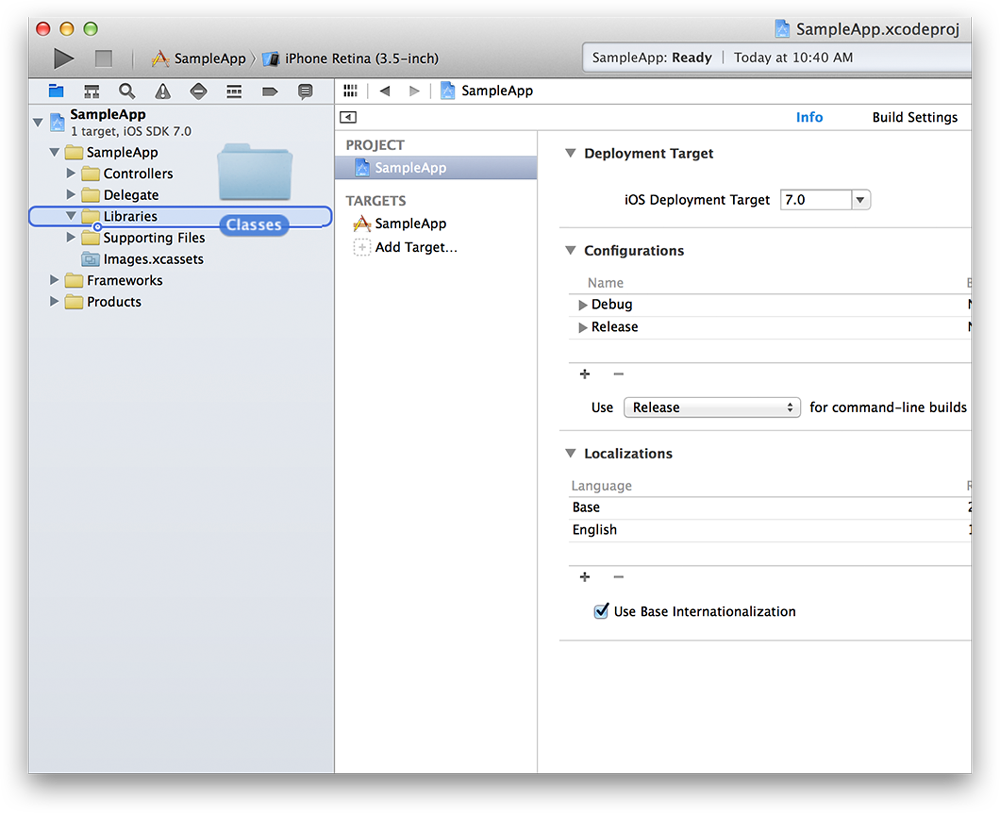 SampleApp.xcodeproj
SampleApp
iPhone Retina (3.5-inch)
SampleApp: Ready
Today at 10:40 AM
SampleApp
SampleApp
1 target, iOS SDK 7.0
SampleApp
Controllers
Delegate
Libraries
Classes
Supporting Files
Images.xcassets
Frameworks
Products
Info
Build Settings
PROJECT
SampleApp
TARGETS
SampleApp
Add Target...
Deployment Target
iOS Deployment Target 7.0
Configurations
Name
Debug
Release
Use Release for command-line builds
Localizations
Language
Base
English
Use Base Internationalization